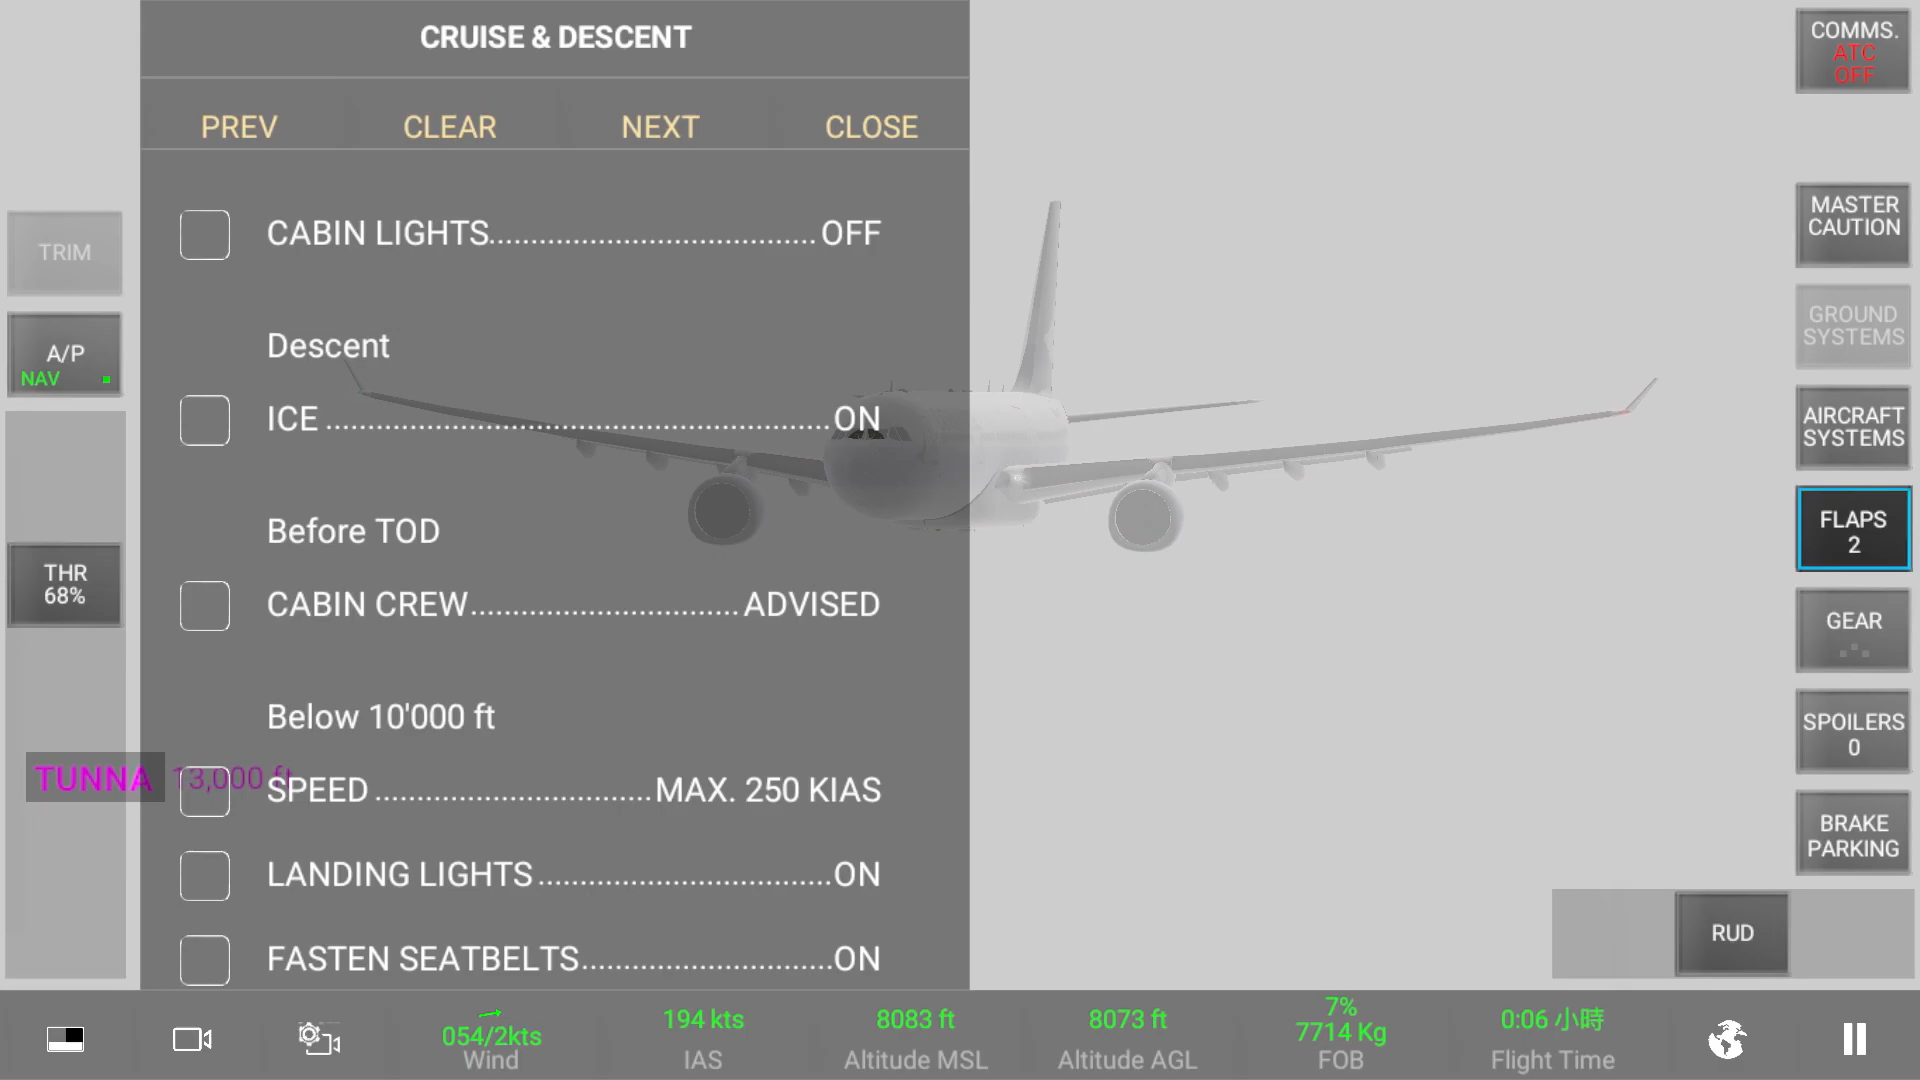 CRUISE & DESCENT
PREV CLEAR NEXT CLOSE
CABIN LIGHTS....................................... OFF
Descent
ICE ............................................................ ON
Before TOD
CABIN CREW................................ ADVISED
Below 10'000 ft
SPEED ................................. MAX. 250 KIAS
LANDING LIGHTS ................................... ON
FASTEN SEATBELTS.............................. ON
TRIM
A/P
NAV
THR
68%
TUNNA 13,000 ft
COMMS.
ATC
OFF
MASTER
CAUTION
GROUND
SYSTEMS
AIRCRAFT
SYSTEMS
FLAPS
2
GEAR
SPOILERS
0
BRAKE
PARKING
RUD
054/2kts
Wind
194 kts
IAS
8083 ft
Altitude MSL
8073 ft
Altitude AGL
7%
7714 Kg
FOB
0:06 小時
Flight Time